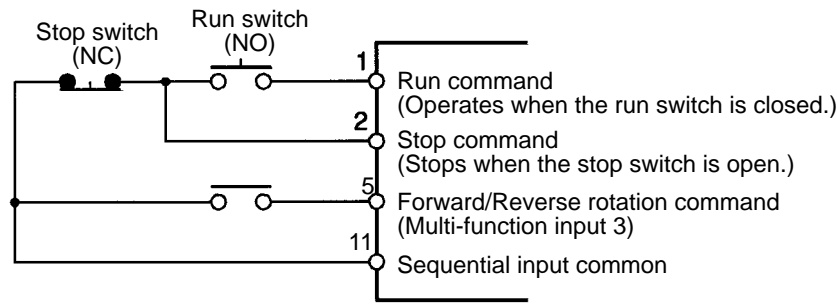 Stop switch
(NC)
Run switch
(NO)
1
Run command
(Operates when the run switch is closed.)
2
Stop command
(Stops when the stop switch is open.)
5
Forward/Reverse rotation command
(Multi-function input 3)
11
Sequential input common